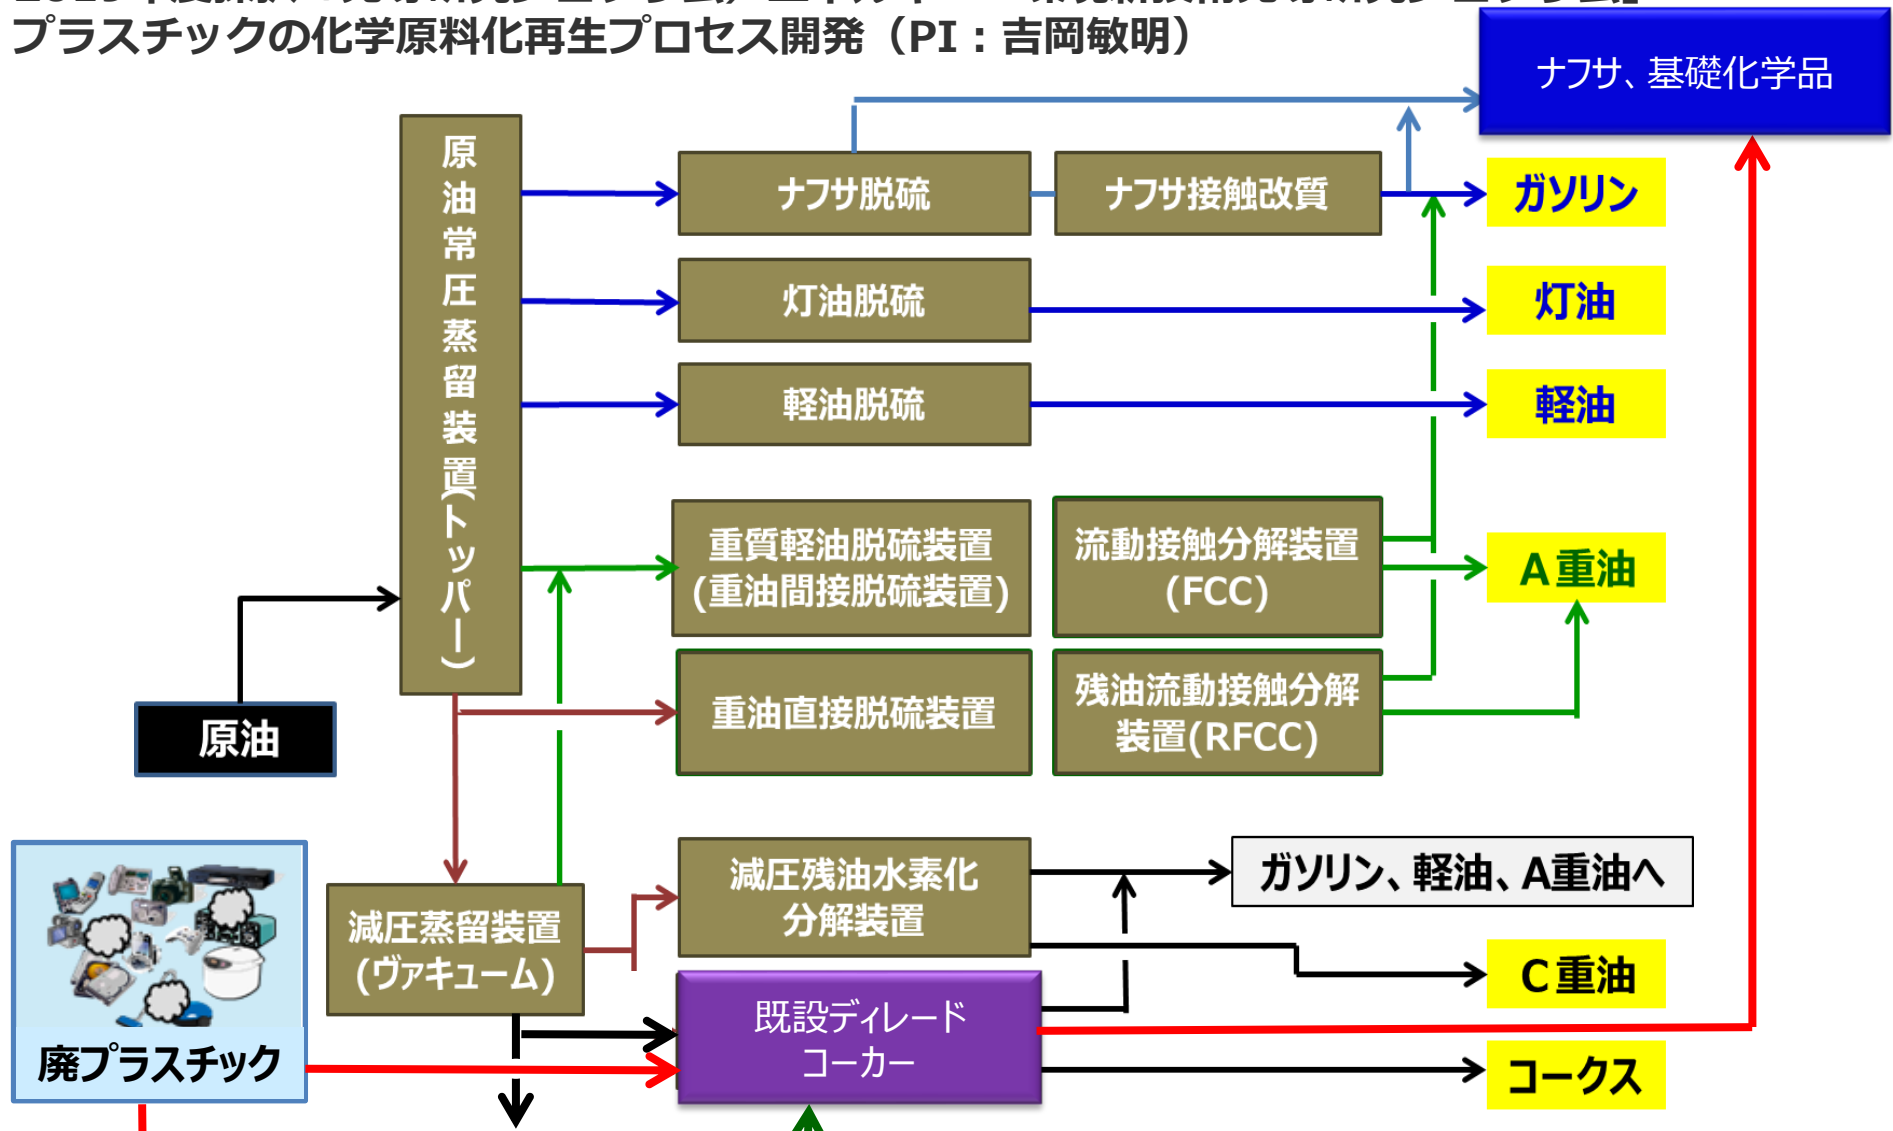 プラスチックの化学原料化再生プロセス開発（PI：吉岡敏明）
ナフサ、基礎化学品
原油常圧蒸留装置(トッパー)
ナフサ脱硫
ナフサ接触改質
ガソリン
灯油脱硫
灯油
軽油脱硫
軽油
重質軽油脱硫装置
(重油間接脱硫装置)
流動接触分解装置
(FCC)
A重油
重油直接脱硫装置
残油流動接触分解
装置(RFCC)
原油
減圧残油水素化
分解装置
ガソリン、軽油、A重油へ
減圧蒸留装置
(ヴァキューム)
C重油
既設ディレード
コーカー
廃プラスチック
コークス